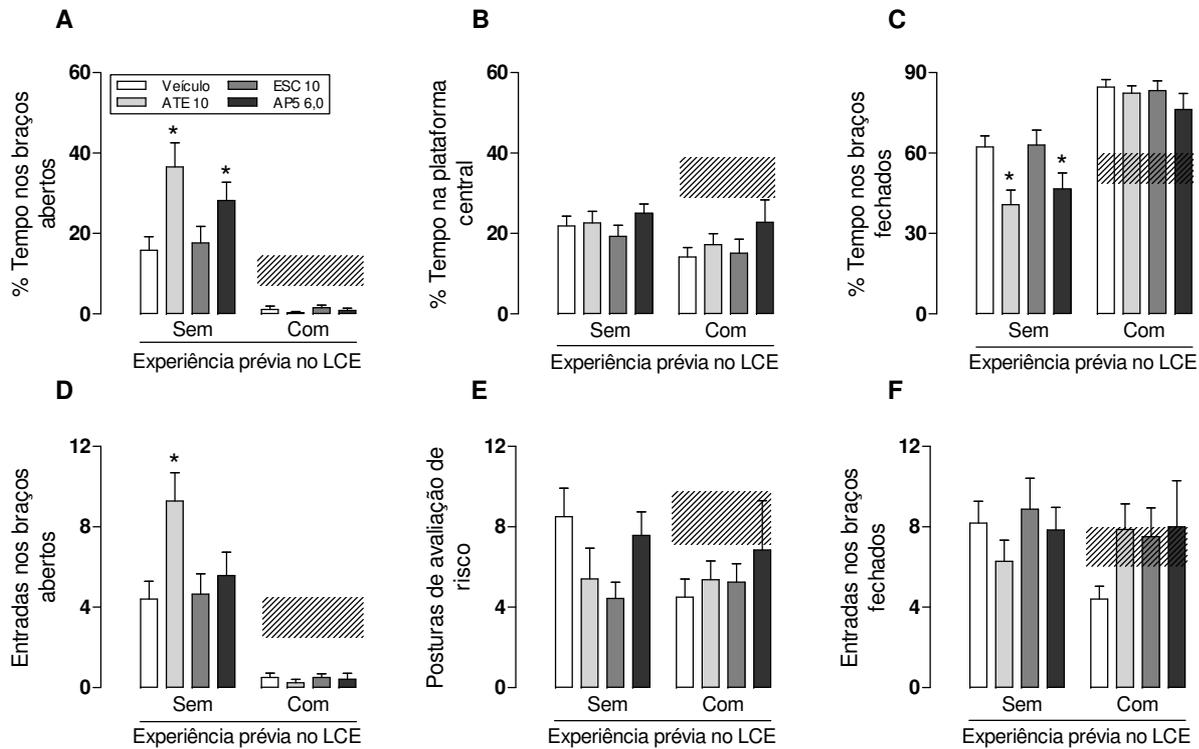 A
% Tempo nos braços
abertos
60
40
20
0
Veículo
ESC 10
ATE 10
AP5 6,0
*
*
Sem
Com
Experiência prévia no LCE
B
% Tempo na plataforma
central
60
40
20
0
Sem
Com
Experiência prévia no LCE
C
% Tempo nos braços
fechados
90
60
30
0
*
*
Sem
Com
Experiência prévia no LCE
D
Entradas nos braços
abertos
12
8
4
0
*
Sem
Com
Experiência prévia no LCE
E
Posturas de avaliação de
risco
12
8
4
0
Sem
Com
Experiência prévia no LCE
F
Entradas nos braços
fechados
12
8
4
0
Sem
Com
Experiência prévia no LCE